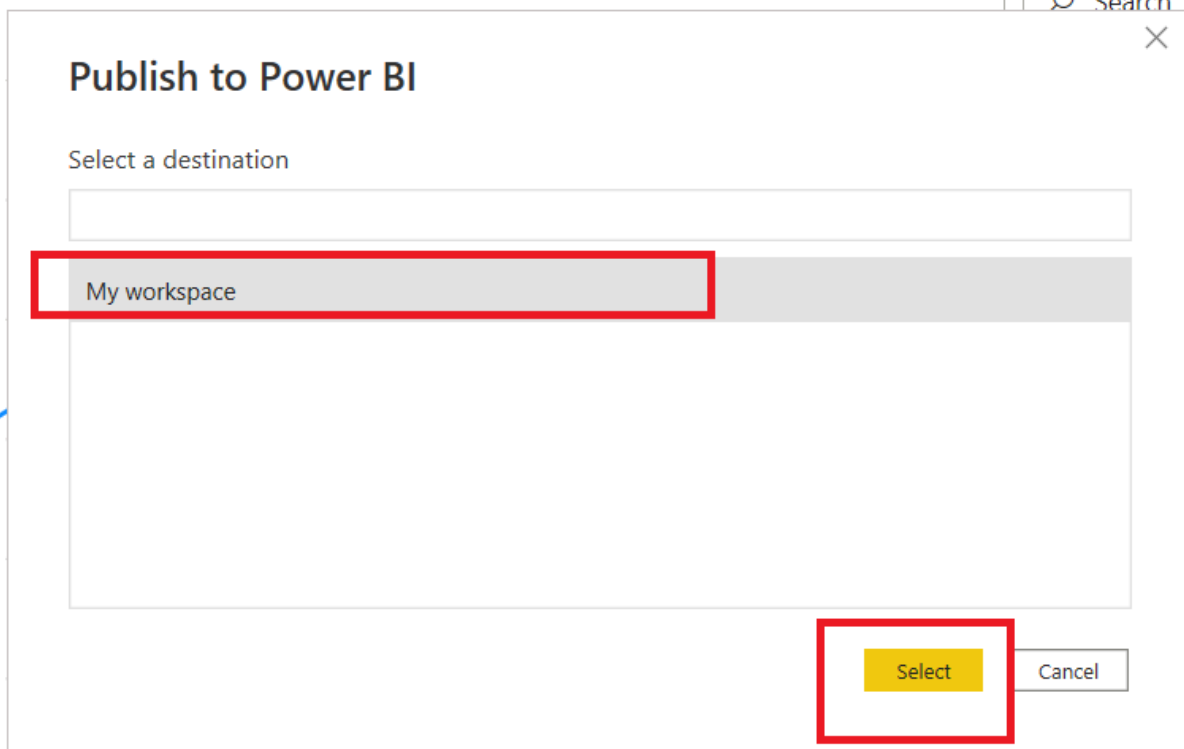 Search
Publish to Power BI
Select a destination
My workspace
Select
Cancel